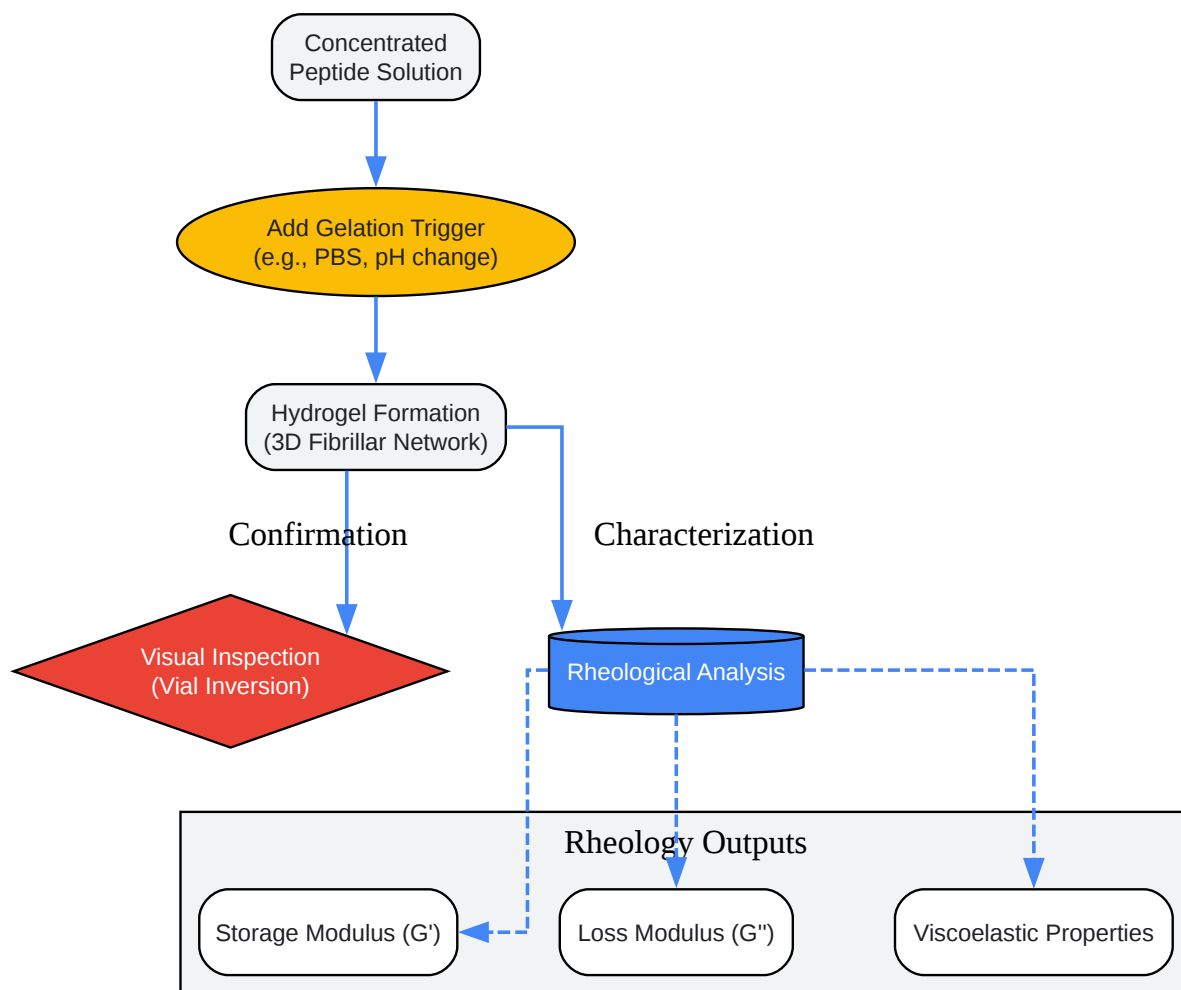 Concentrated
Peptide Solution
Add Gelation Trigger
(e.g., PBS, pH change)
Hydrogel Formation
(3D Fibrillar Network)
Confirmation
Characterization
Visual Inspection
(Vial Inversion)
Rheological Analysis
Rheology Outputs
Storage Modulus (G')
Loss Modulus (G'')
Viscoelastic Properties